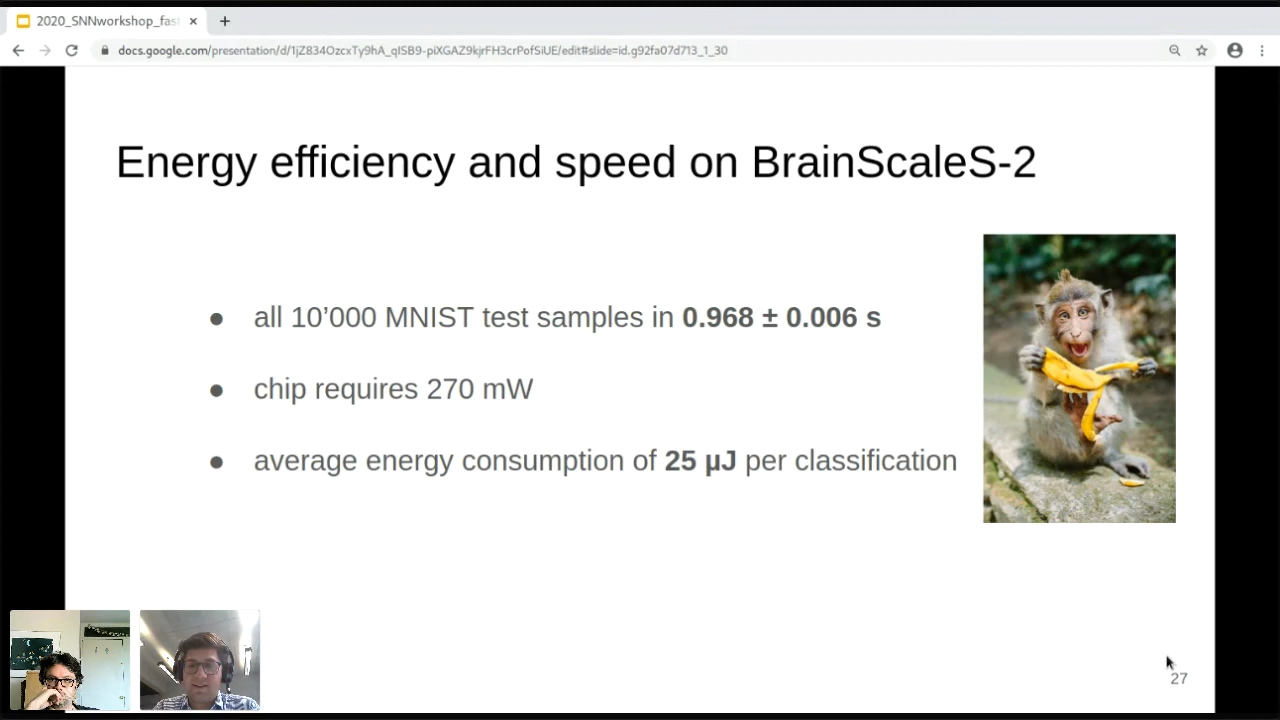 2020_SNNworkshop_fas
docs.google.com/presentation/d/1jZ834OzcxTy9hA_qISB9-piXGAZ9kjrFH3crPofSiUE/edit#slide=id.g92fa07d713_1_30
Energy efficiency and speed on BrainScaleS-2
● all 10’000 MNIST test samples in 0.968 ± 0.006 s
● chip requires 270 mW
● average energy consumption of 25 µJ per classification
27